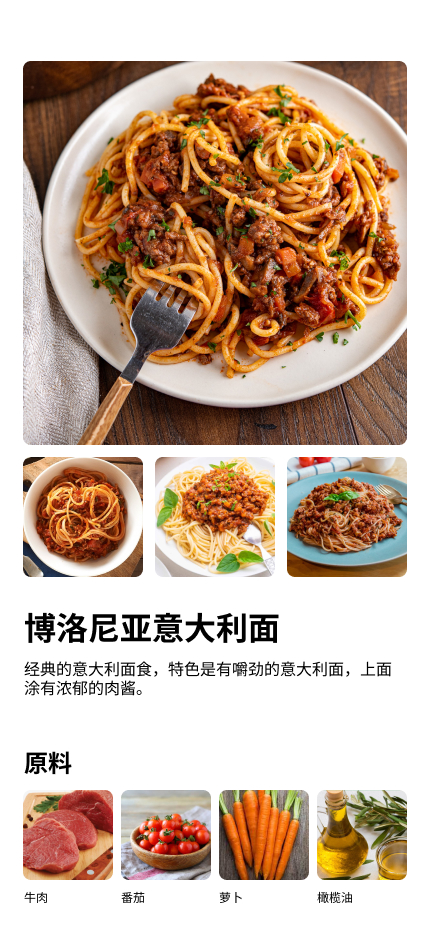 博洛尼亚意大利面
经典的意大利面食，特色是有嚼劲的意大利面，上面
涂有浓郁的肉酱。
原料
牛肉
番茄
萝卜
橄榄油